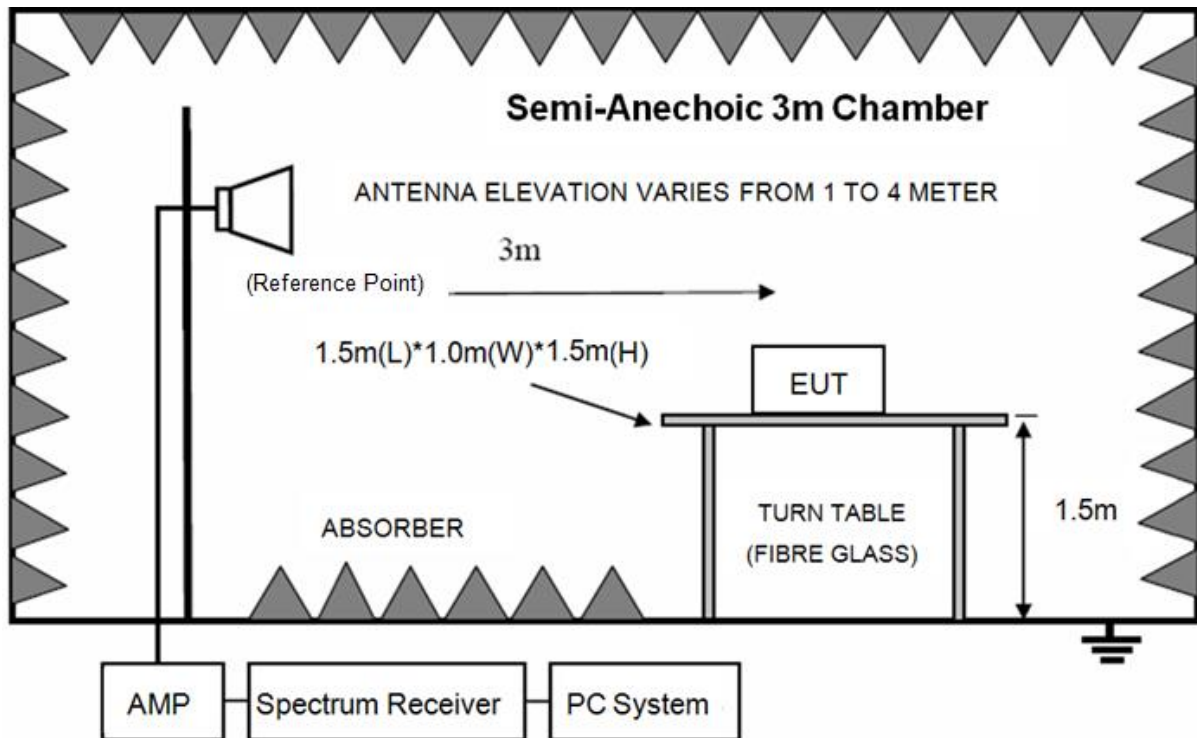 Semi-Anechoic 3m Chamber
ANTENNA ELEVATION VARIES FROM 1 TO 4 METER
3m
(Reference Point)
1.5m(L)*1.0m(W)*1.5m(H)
EUT
1.5m
TURN TABLE
(FIBRE GLASS)
ABSORBER
AMP
Spectrum Receiver
PC System